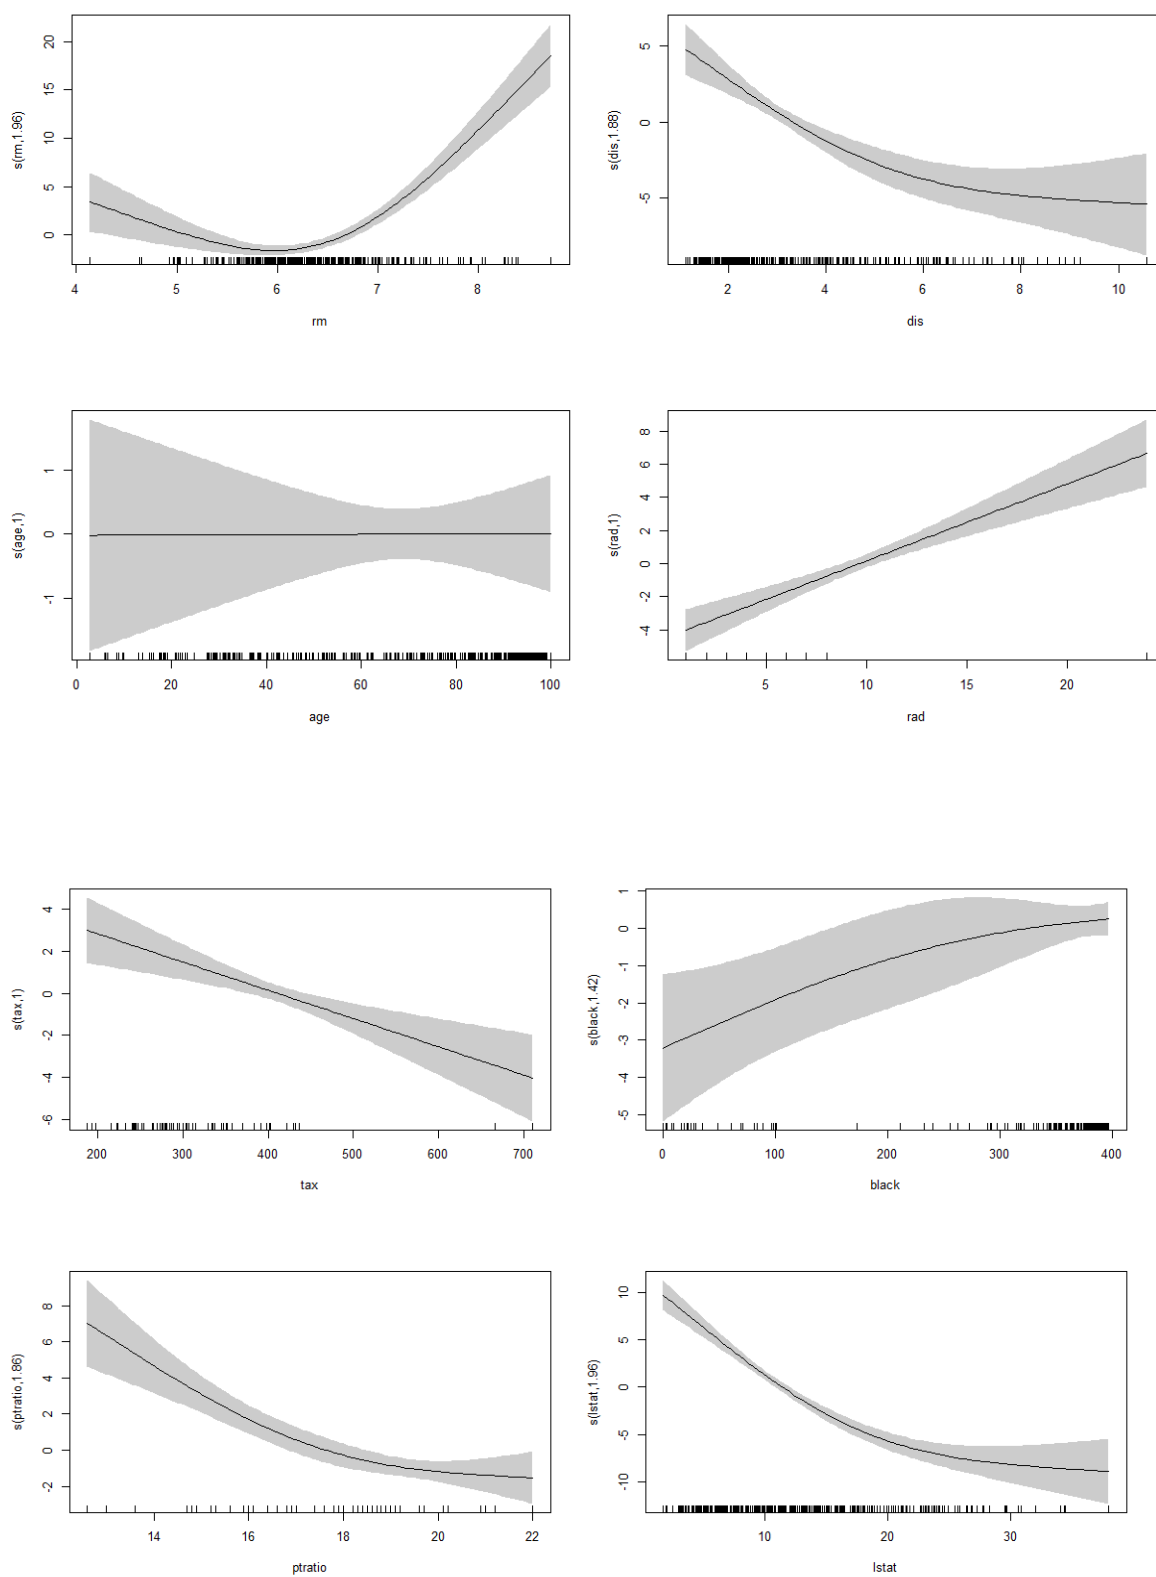 s(rm,1.96)
20
15
10
5
0
4 5 6 7 8
rm
s(dis,1.88)
5
0
-5
2 4 6 8 10
dis
s(age,1)
1
0
-1
0 20 40 60 80 100
age
s(rad,1)
8
6
4
2
0
-2
-4
5 10 15 20
rad
s(tax,1)
4
2
0
-2
-4
-6
200 300 400 500 600 700
tax
s(black,1.42)
1
0
-1
-2
-3
-4
-5
0 100 200 300 400
black
s(ptratio,1.86)
8
6
4
2
0
-2
14 16 18 20 22
ptratio
s(lstat,1.96)
10
5
0
-5
-10
10 20 30
lstat